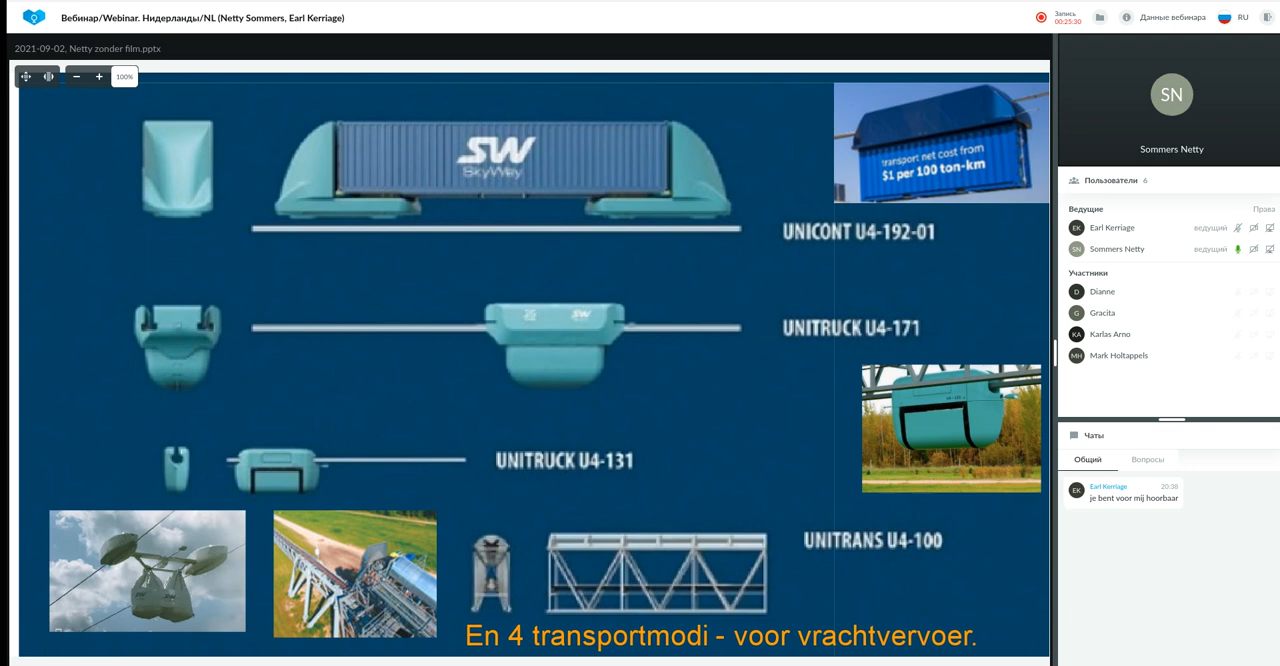 Вебинар/Webinar. Нидерланды/NL (Netty Sommers, Earl Kerriage)
Запись
00:25:30
Данные вебинара
RU
2021-09-02, Netty zonder film.pptx
100%
SW
SkyWay
transport net cost from
$1 per 100 ton-km
UNICONT U4-192-01
UNITRUCK U4-171
UNITRUCK U4-131
UNITRANS U4-100
En 4 transportmodi - voor vrachtvervoer.
SN
Sommers Netty
Пользователи 6
Ведущие Права
EK Earl Kerriage ведущий
SN Sommers Netty ведущий
Участники
D Dianne
G Gracita
KA Karlas Arno
MH Mark Holtappels
Чаты
Общий Вопросы
EK Earl Kerriage 20:38
je bent voor mij hoorbaar